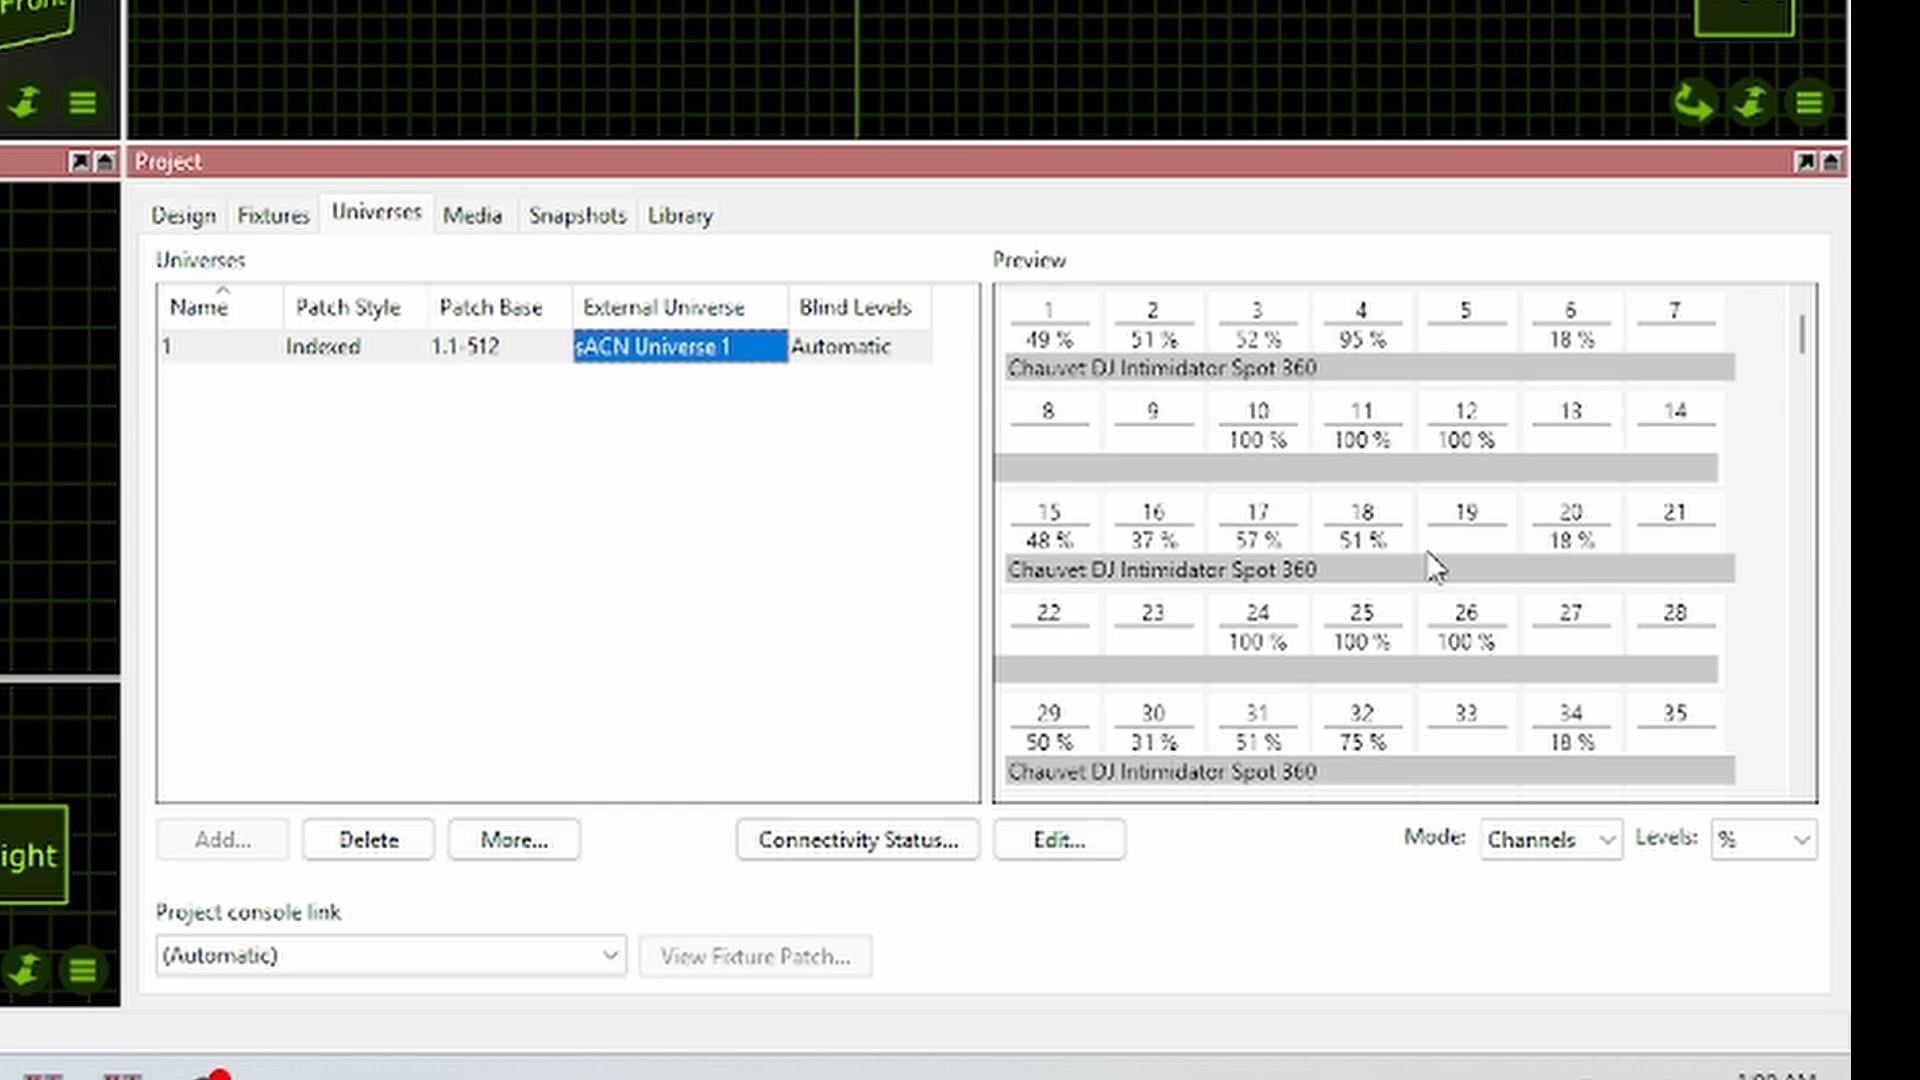 Front
Project
Design Fixtures Universes Media Snapshots Library
Universes
Preview
Name Patch Style Patch Base External Universe Blind Levels
1 Indexed 1.1-512 sACN Universe 1 Automatic
1 2 3 4 5 6 7
49 % 51 % 52 % 95 % 18 %
Chauvet DJ Intimidator Spot 360
8 9 10 11 12 13 14
100 % 100 % 100 %
15 16 17 18 19 20 21
48 % 37 % 57 % 51 % 18 %
Chauvet DJ Intimidator Spot 360
22 23 24 25 26 27 28
100 % 100 % 100 %
29 30 31 32 33 34 35
50 % 31 % 51 % 75 % 18 %
Chauvet DJ Intimidator Spot 360
ight
Add... Delete More... Connectivity Status... Edit... Mode: Channels Levels: %
Project console link
(Automatic) View Fixture Patch...